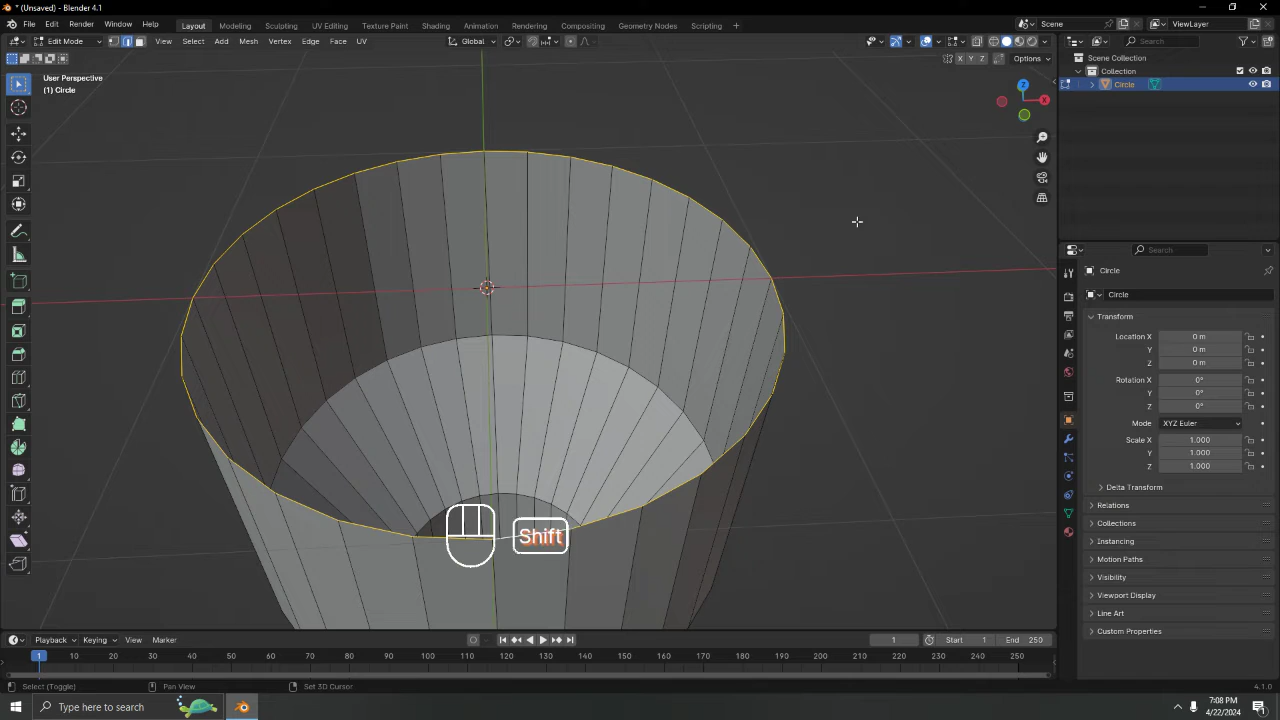 * (Unsaved) - Blender 4.1
File Edit Render Window Help
Layout Modeling Sculpting UV Editing Texture Paint Shading Animation Rendering Compositing Geometry Nodes Scripting +
Scene ViewLayer
Edit Mode View Select Add Mesh Vertex Edge Face UV Global
Search
X Y Z Options
User Perspective
(1) Circle
Z
X
Scene Collection
Collection
Circle
Search
Circle
Circle
Transform
Location X 0 m
Y 0 m
Z 0 m
Rotation X 0°
Y 0°
Z 0°
Mode XYZ Euler
Scale X 1.000
Y 1.000
Z 1.000
Delta Transform
Relations
Collections
Instancing
Motion Paths
Visibility
Viewport Display
Line Art
Custom Properties
Shift
Playback Keying View Marker 1 Start 1 End 250
1 10 20 30 40 50 60 70 80 90 100 110 120 130 140 150 160 170 180 190 200 210 220 230 240 250
Select (Toggle) Pan View Set 3D Cursor 4.1.0
Type here to search
7:08 PM
4/22/2024
1